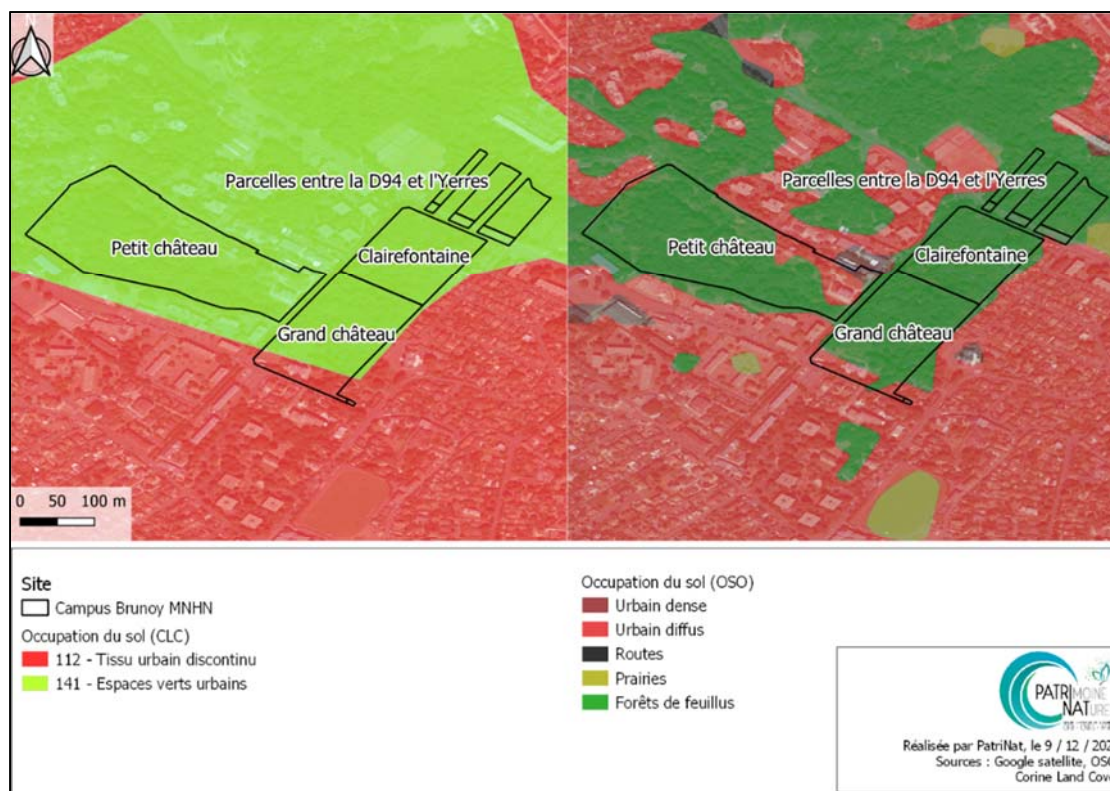 Parcelles entre la D94 et l'Yerres
Petit château
Clairefontaine
Grand château
Parcelles entre la D94 et l'Yerres
Petit château
Clairefontaine
Grand château
0 50 100 m
Site
Campus Brunoy MNHN
Occupation du sol (CLC)
112 - Tissu urbain discontinu
141 - Espaces verts urbains
Occupation du sol (OSO)
Urbain dense
Urbain diffus
Routes
Prairies
Forêts de feuillus
PATRIMOINE
NATUREL
Réalisée par PatriNat, le 9 / 12 / 202
Sources : Google satellite, OSO
Corine Land Cove